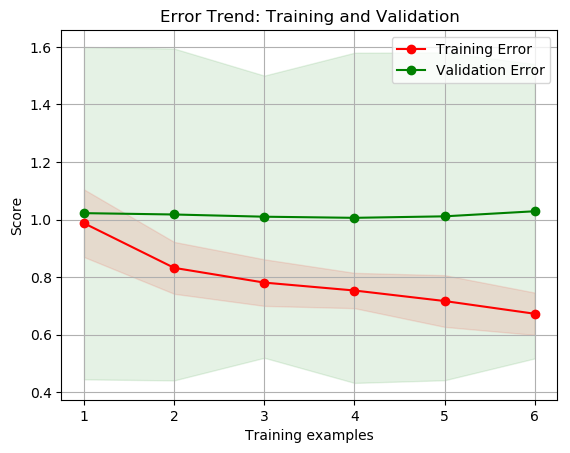 Error Trend: Training and Validation
Training Error
Validation Error
1.6
1.4
1.2
1.0
0.8
0.6
0.4
Score
1 2 3 4 5 6
Training examples